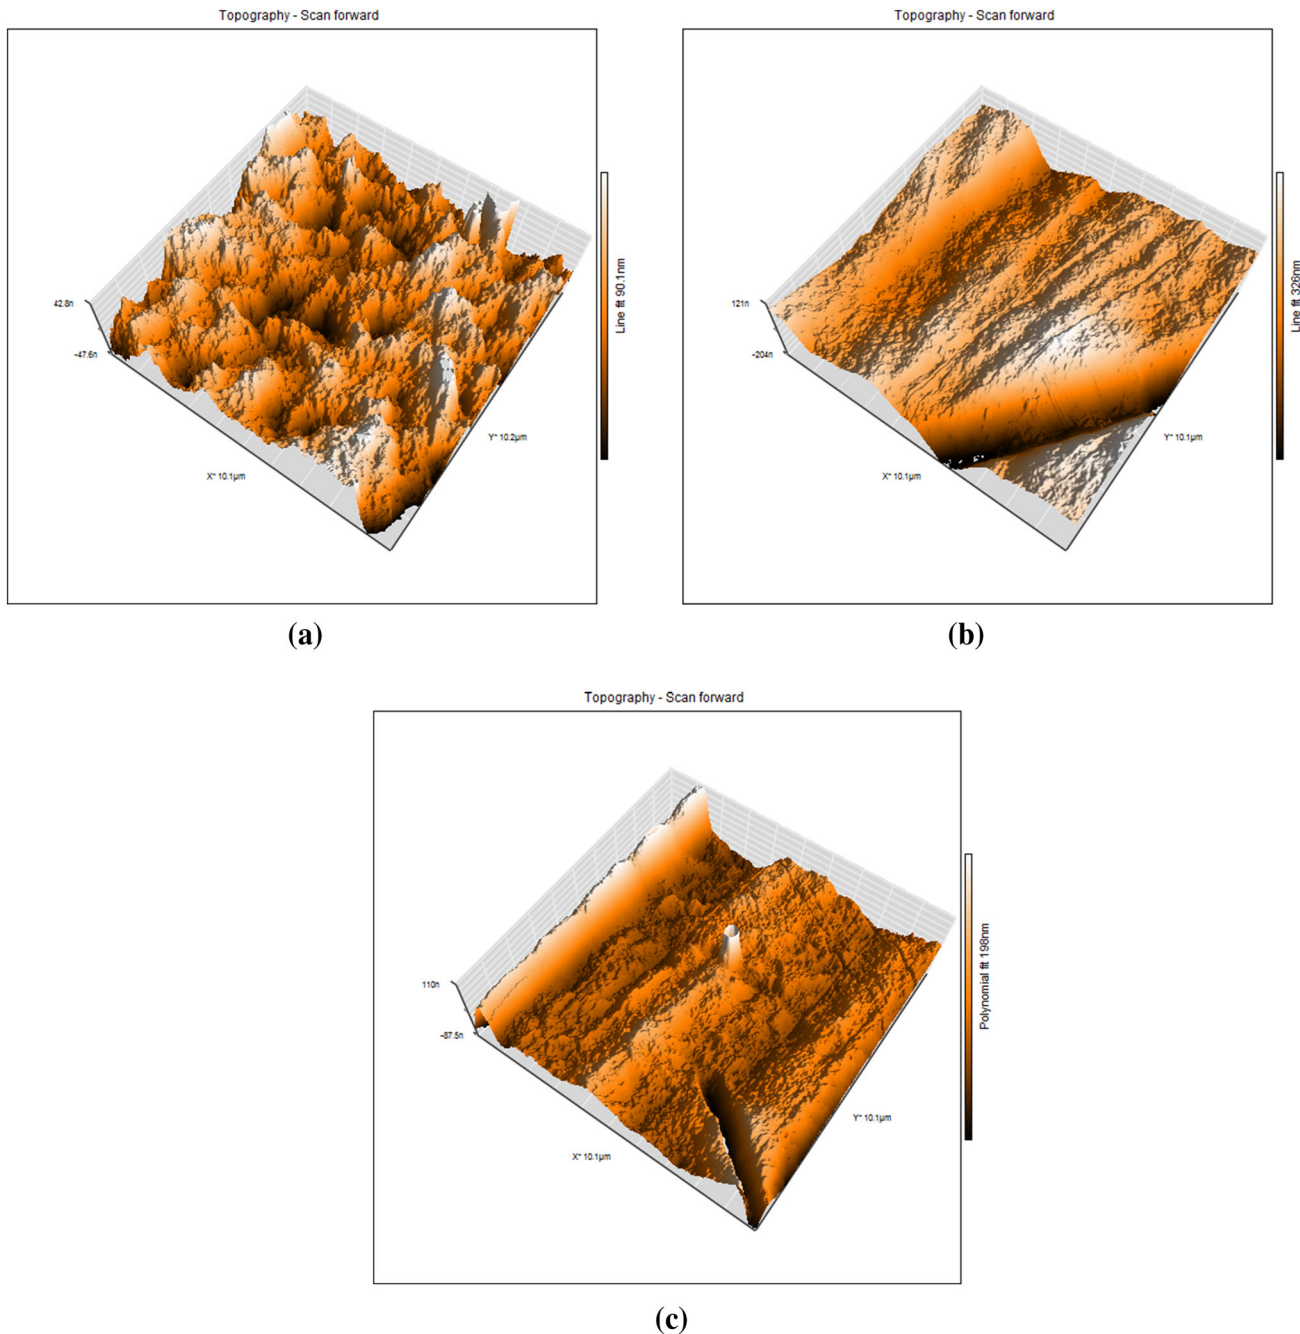 Topography - Scan forward
42.8n
-47.6n
X* 10.1µm
Y* 10.2µm
Line fit 90.1nm
(a)
Topography - Scan forward
121n
-204n
X* 10.1µm
Y* 10.1µm
Line fit 326nm
(b)
Topography - Scan forward
110n
-87.5n
X* 10.1µm
Y* 10.1µm
Polynomial fit 198nm
(c)